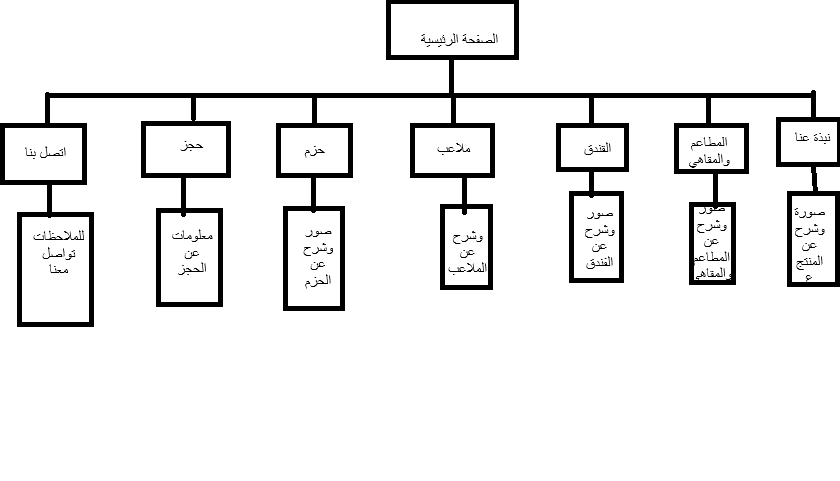 الصفحة الرئيسية
نبذة عنا
المطاعم
والمقاهي
الفندق
ملاعب
حزم
حجز
اتصل بنا
صورة
وشرح
عن
المنتج
ع
صور
وشرح
عن
المطاعم
والمقاهي
صور
وشرح
عن
الفندق
وشرح
عن
الملاعب
صور
وشرح
عن
الحزم
معلومات
عن
الحجز
للملاحظات
تواصل
معنا